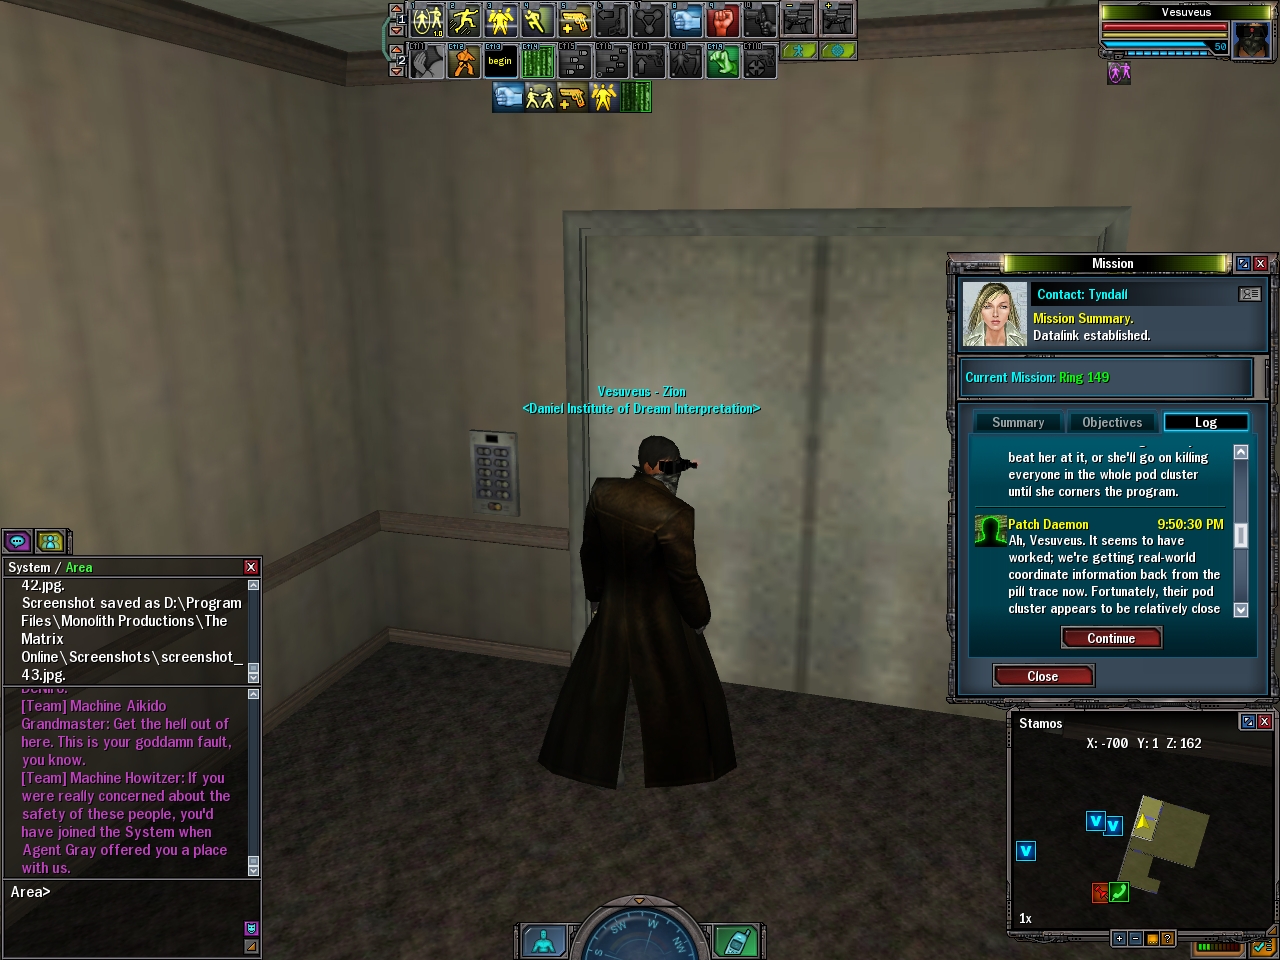 1
1.0
2
begin
Vesuveus
50
Mission
Contact: Tyndall
Mission Summary.
Datalink established.
Current Mission: Ring 149
Summary
Objectives
Log
beat her at it, or she'll go on killing
everyone in the whole pod cluster
until she corners the program.
Patch Daemon 9:50:30 PM
Ah, Vesuveus. It seems to have
worked; we're getting real-world
coordinate information back from the
pill trace now. Fortunately, their pod
cluster appears to be relatively close
Continue
Close
Vesuveus - Zion
<Daniel Institute of Dream Interpretation>
System / Area
42.jpg.
Screenshot saved as D:\Program
Files\Monolith Productions\The
Matrix
Online\Screenshots\screenshot_
43.jpg.
[Team] Machine Aikido
Grandmaster: Get the hell out of
here. This is your goddamn fault,
you know.
[Team] Machine Howitzer: If you
were really concerned about the
safety of these people, you'd
have joined the System when
Agent Gray offered you a place
with us.
Area>
SW
W
NW
S
Stamos
X: -700 Y: 1 Z: 162
V
V
V
1x